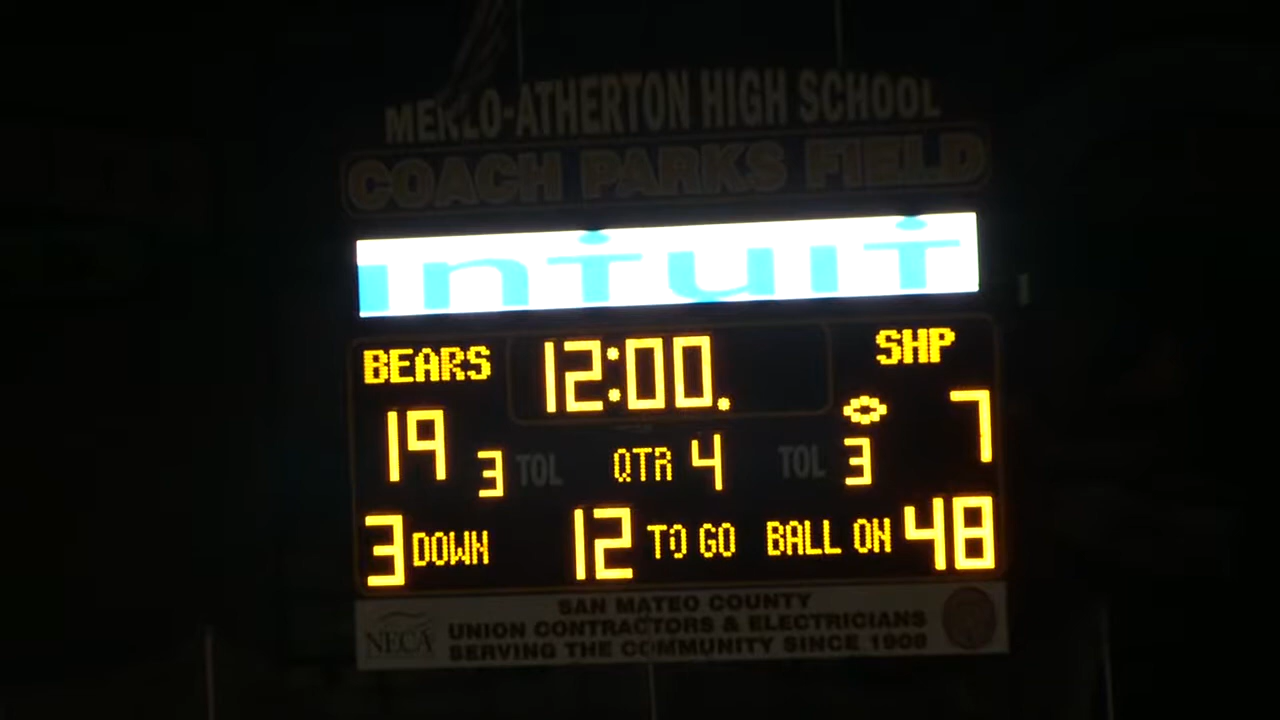 MENLO-ATHERTON HIGH SCHOOL
COACH PARKS FIELD
intuit
BEARS 12:00. SHP
19 3 TOL QTR 4 TOL 3 7
3 DOWN 12 TO GO BALL ON 48
NECA
SAN MATEO COUNTY
UNION CONTRACTORS & ELECTRICIANS
SERVING THE COMMUNITY SINCE 1908